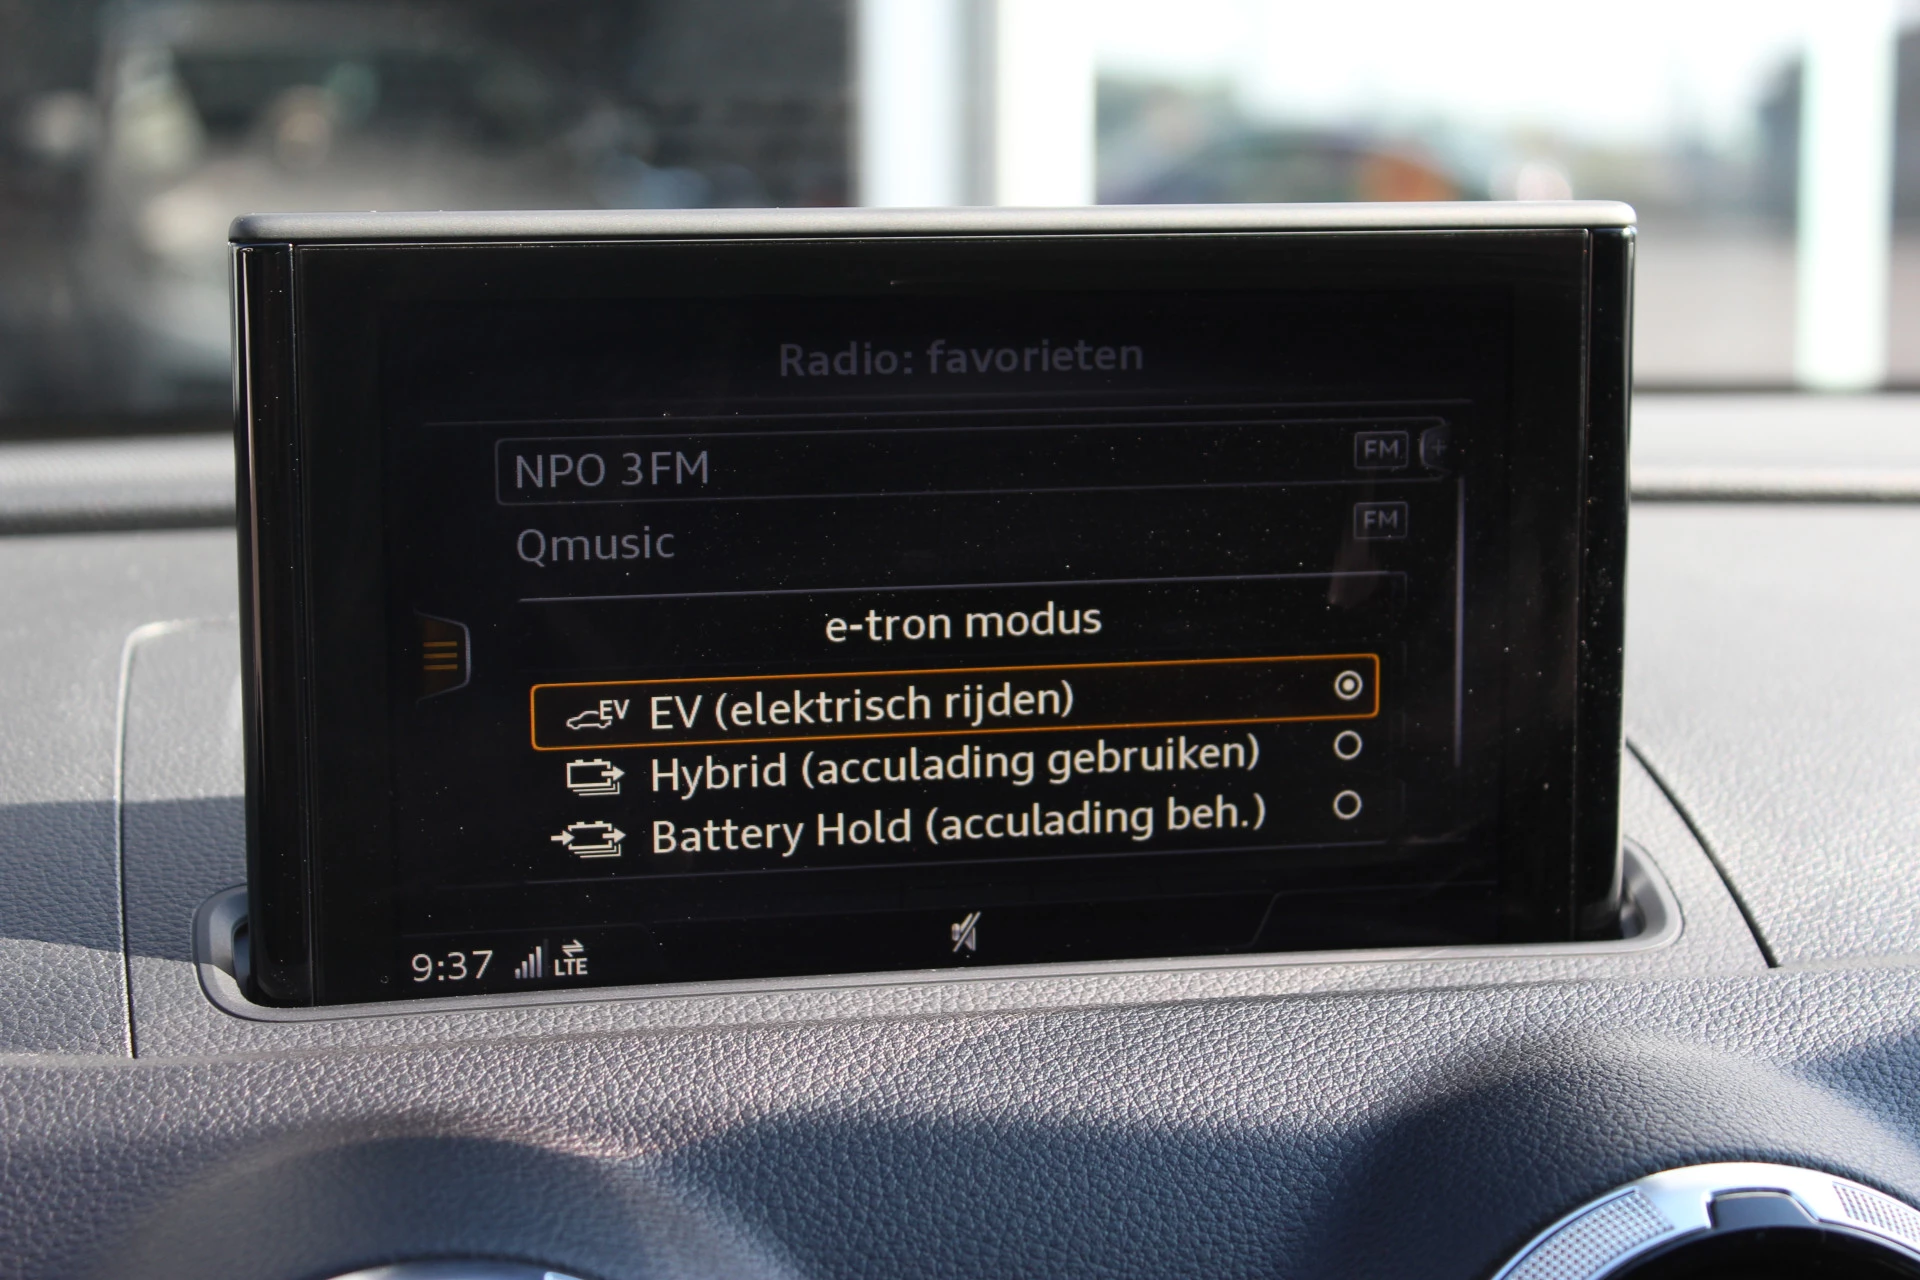 Radio: favorieten
NPO 3FM FM
Qmusic FM
e-tron modus
EV EV (elektrisch rijden)
Hybrid (acculading gebruiken)
Battery Hold (acculading beh.)
9:37 LTE